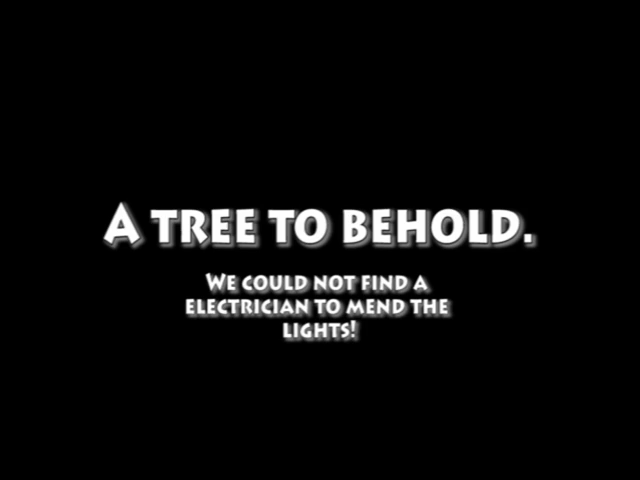 A TREE TO BEHOLD.
WE COULD NOT FIND A
ELECTRICIAN TO MEND THE
LIGHTS!